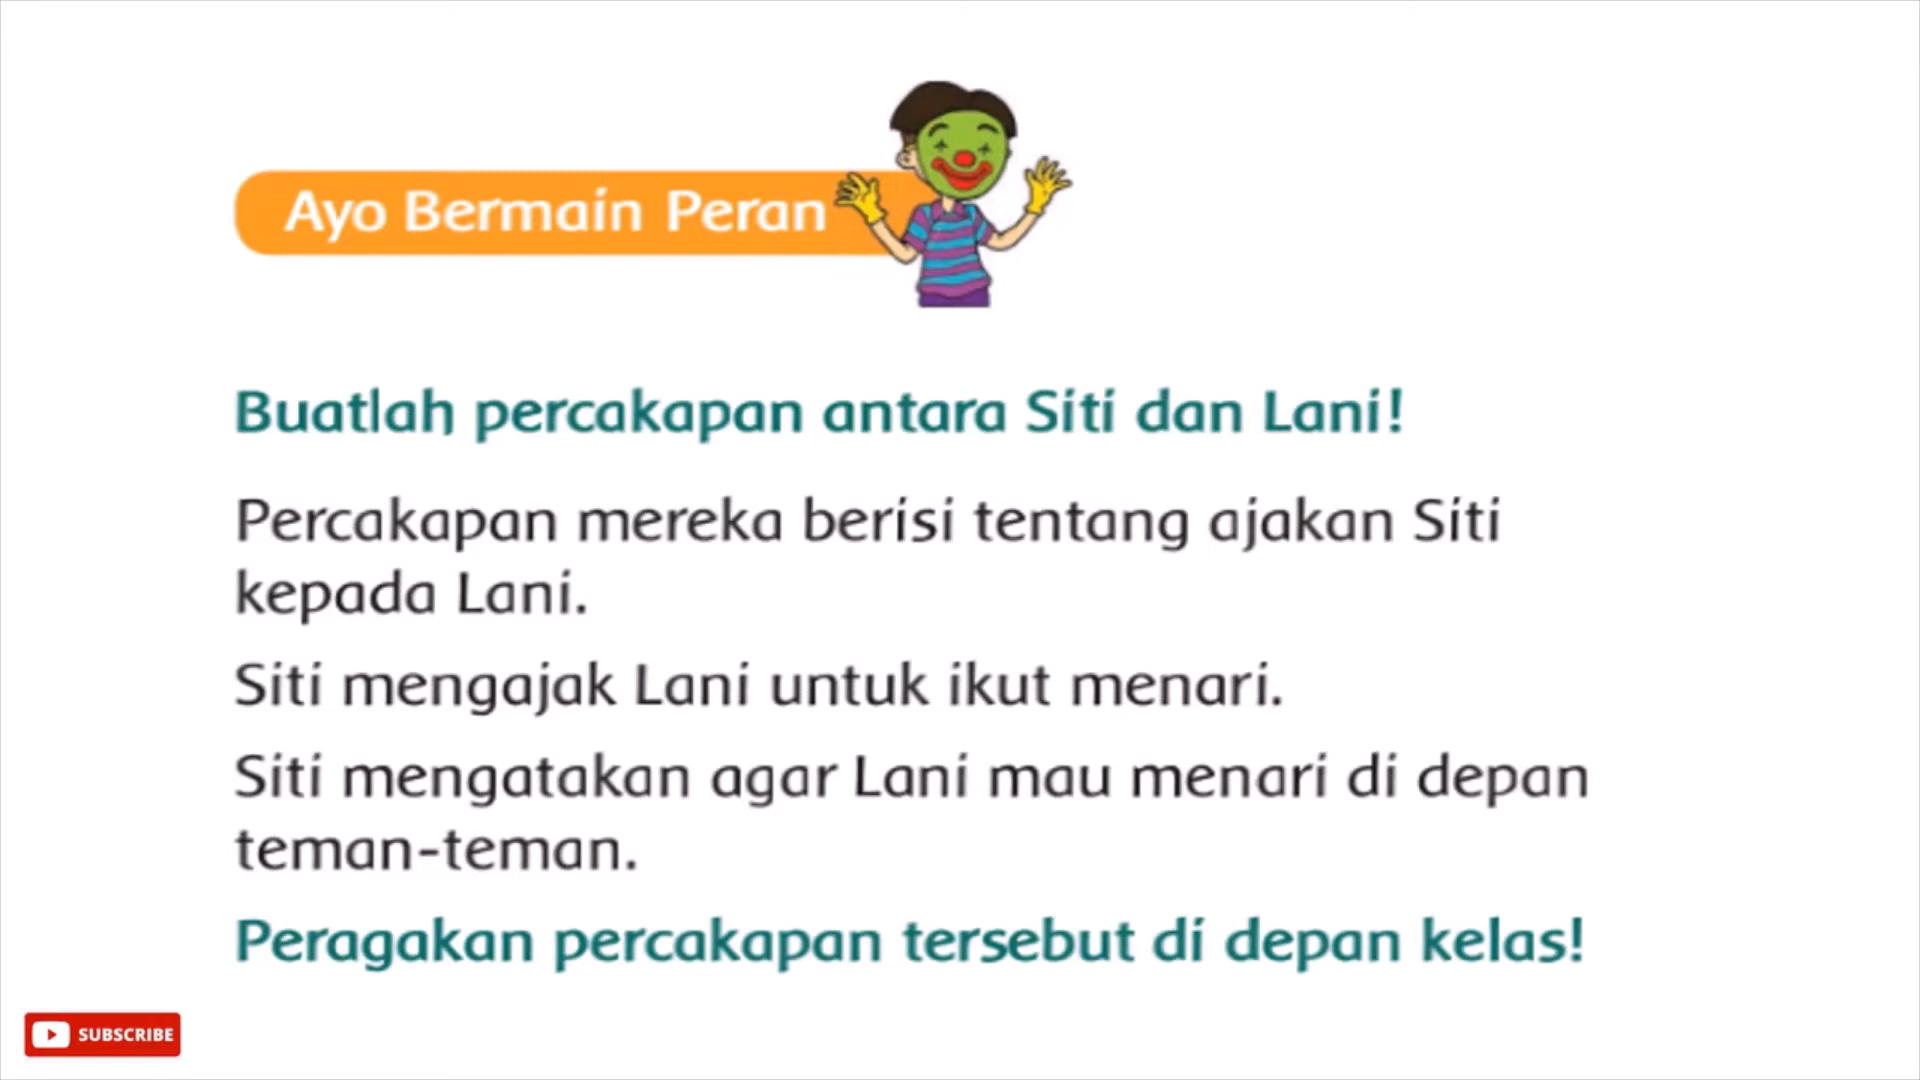 Ayo Bermain Peran
Buatlah percakapan antara Siti dan Lani!
Percakapan mereka berisi tentang ajakan Siti
kepada Lani.
Siti mengajak Lani untuk ikut menari.
Siti mengatakan agar Lani mau menari di depan
teman-teman.
Peragakan percakapan tersebut di depan kelas!
SUBSCRIBE